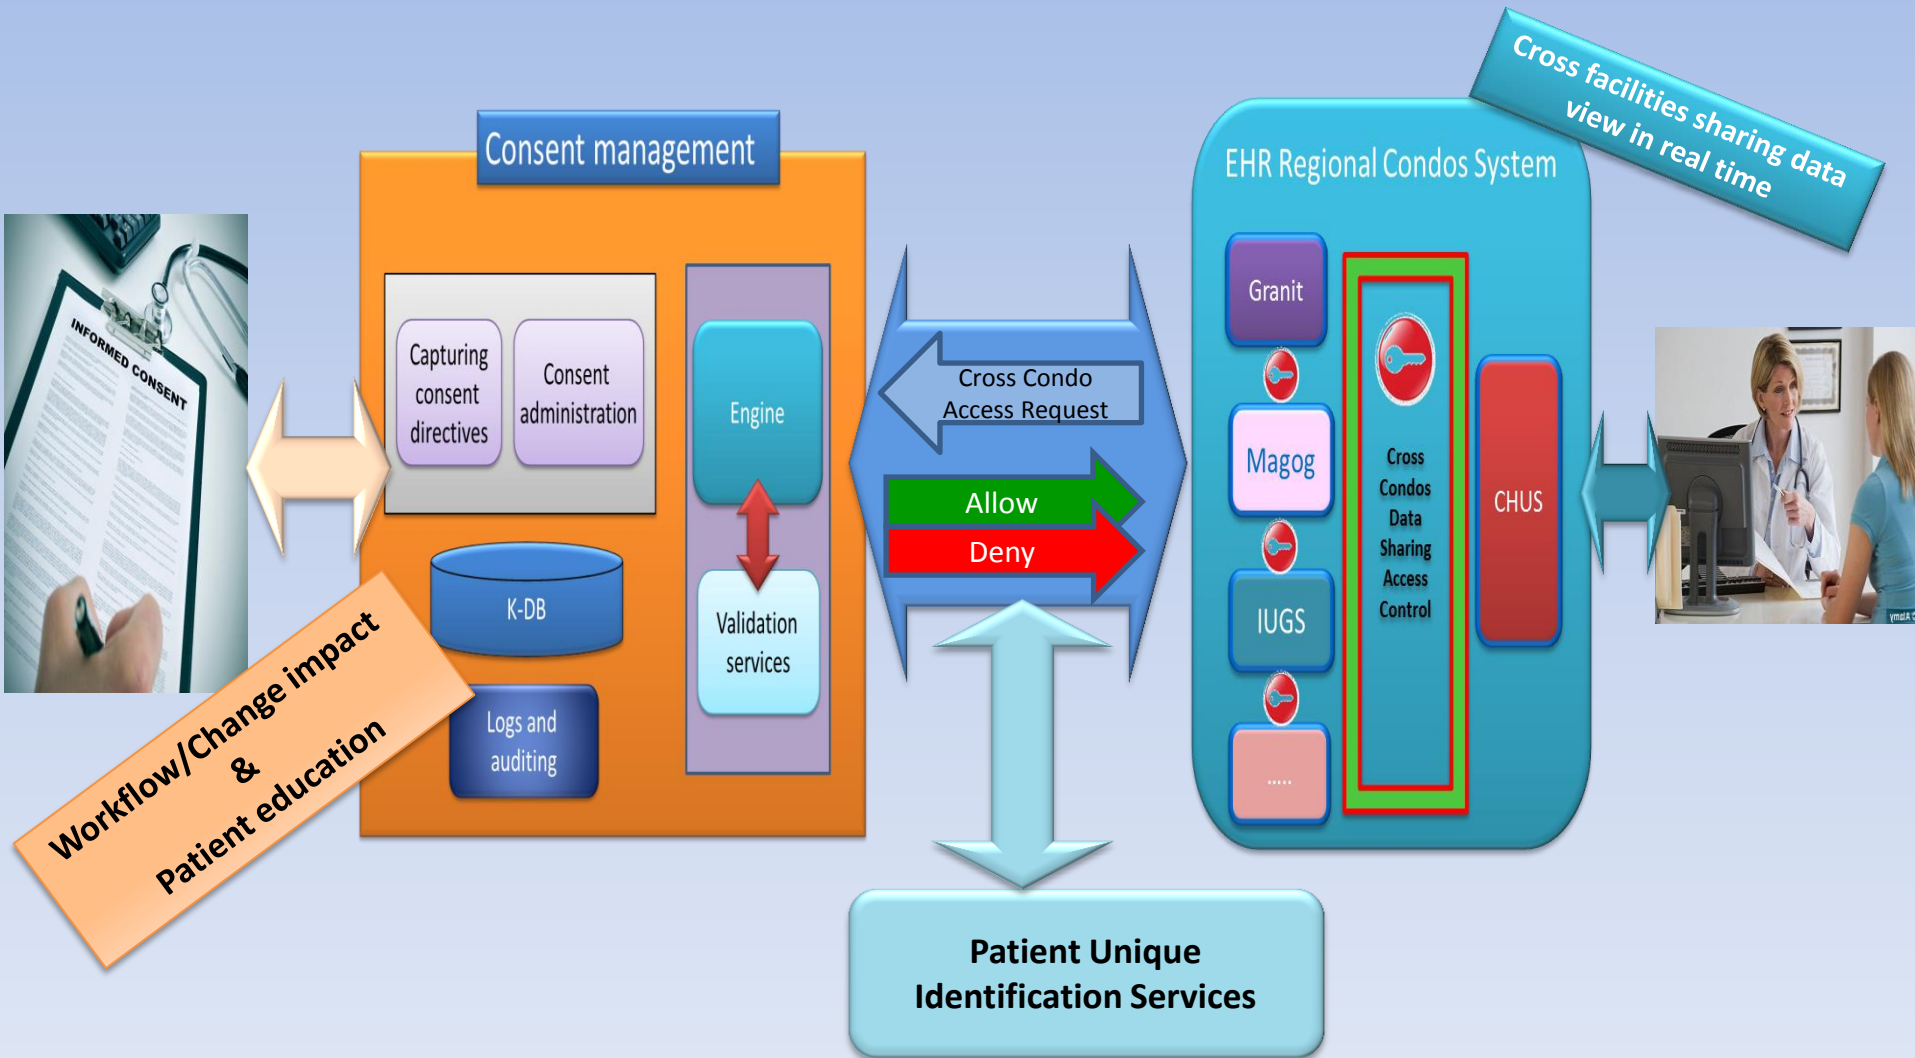 Cross facilities sharing data
view in real time
Consent management
EHR Regional Condos System
INFORMED CONSENT
Capturing
consent
directives
Consent
administration
Engine
Validation
services
K-DB
Logs and
auditing
Workflow/Change impact
&
Patient education
Cross Condo
Access Request
Allow
Deny
Granit
Magog
IUGS
.....
Cross
Condos
Data
Sharing
Access
Control
CHUS
Patient Unique
Identification Services